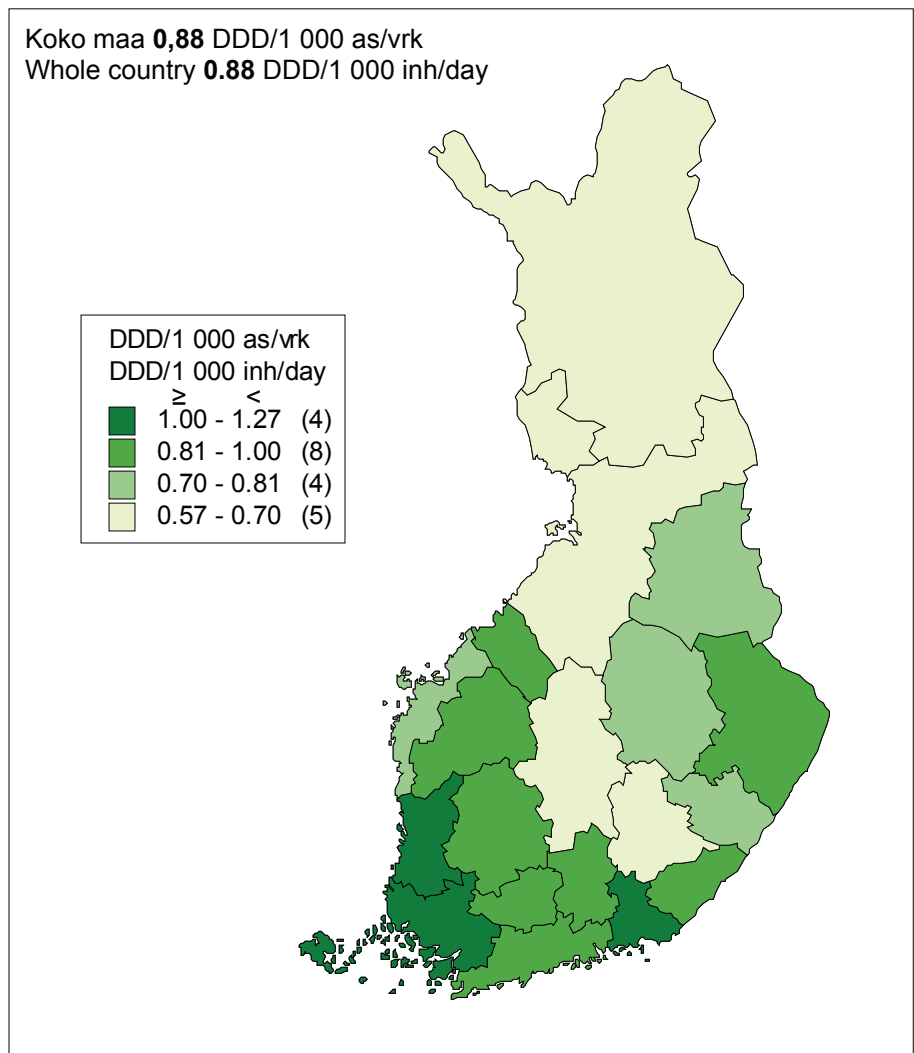 Koko maa 0,88 DDD/1 000 as/vrk
Whole country 0.88 DDD/1 000 inh/day
DDD/1 000 as/vrk
DDD/1 000 inh/day
≥ <
1.00 - 1.27 (4)
0.81 - 1.00 (8)
0.70 - 0.81 (4)
0.57 - 0.70 (5)